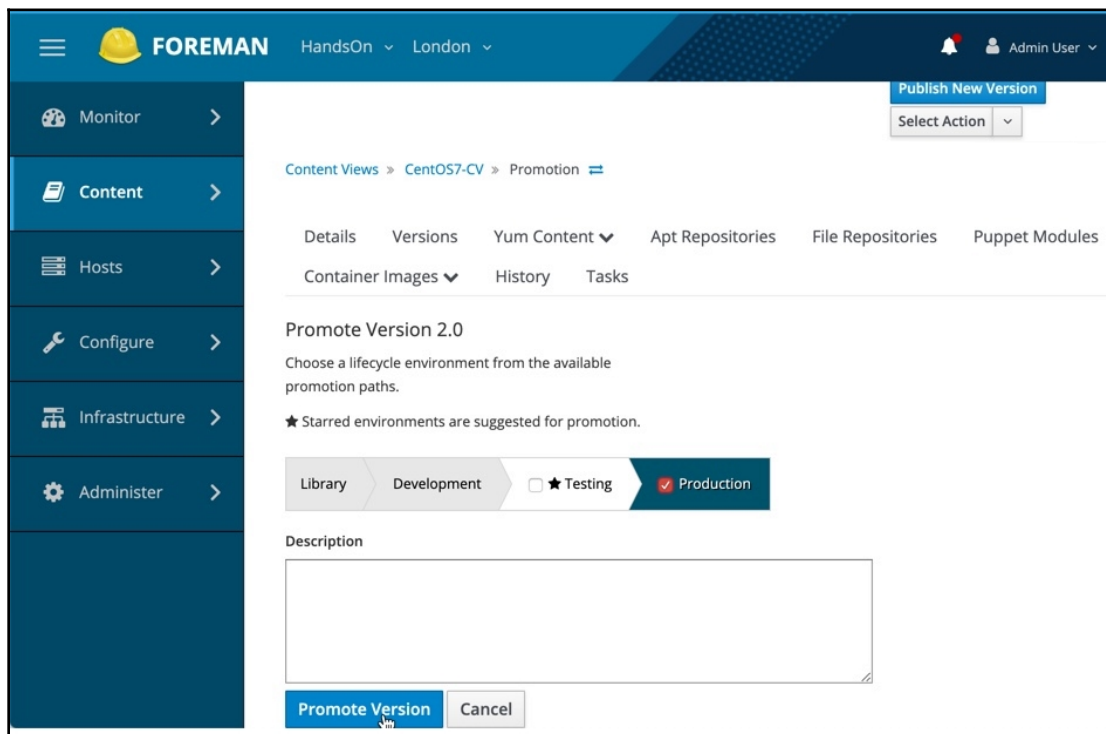 FOREMAN HandsOn London Admin User
Monitor
Content
Hosts
Configure
Infrastructure
Administer
Publish New Version
Select Action
Content Views » CentOS7-CV » Promotion
Details Versions Yum Content Apt Repositories File Repositories Puppet Modules
Container Images History Tasks
Promote Version 2.0
Choose a lifecycle environment from the available
promotion paths.
★ Starred environments are suggested for promotion.
Library Development ★ Testing Production
Description
Promote Version Cancel